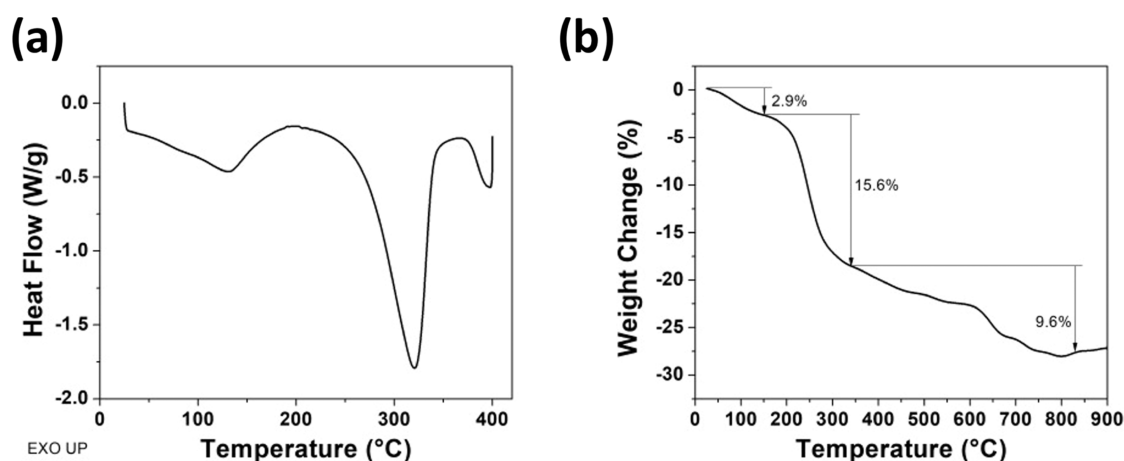 (a)
0.0
-0.5
-1.0
-1.5
-2.0
Heat Flow (W/g)
0 100 200 300 400
Temperature (°C)
EXO UP
(b)
0
-5
-10
-15
-20
-25
-30
Weight Change (%)
2.9%
15.6%
9.6%
0 100 200 300 400 500 600 700 800 900
Temperature (°C)